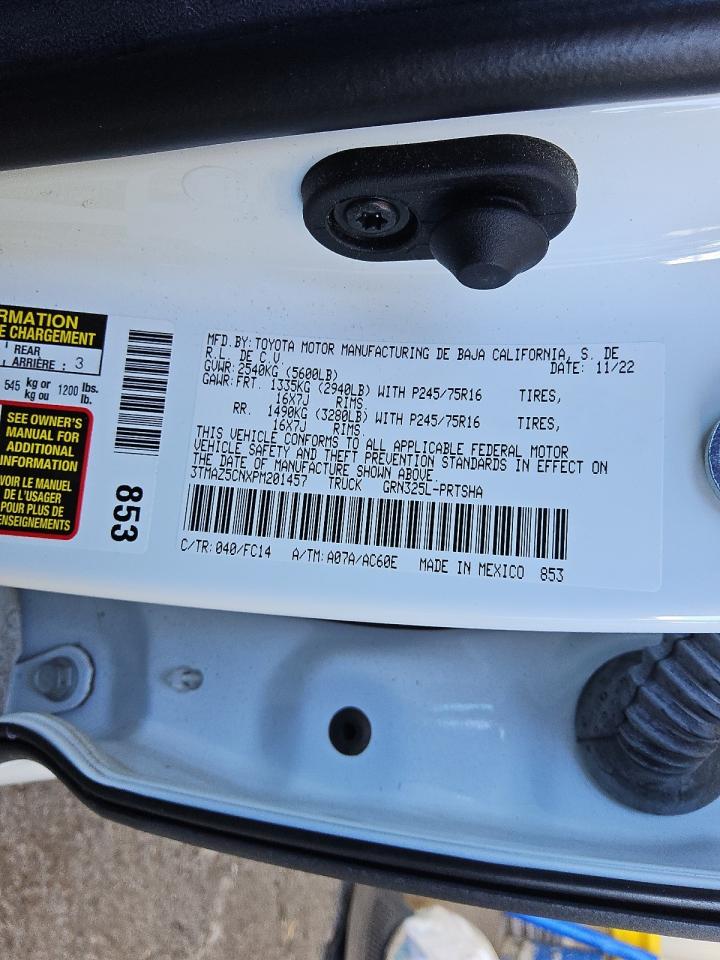 RMATION
E CHARGEMENT
REAR
ARRIÈRE : 3
545 kg or 1200 lbs.
kg ou lb.
SEE OWNER'S
MANUAL FOR
ADDITIONAL
INFORMATION
VOIR LE MANUEL
DE L'USAGER
POUR PLUS DE
RENSEIGNEMENTS
853
MFD.BY:TOYOTA MOTOR MANUFACTURING DE BAJA CALIFORNIA, S. DE
R.L. DE C.V. DATE: 11/22
GVWR:2540KG (5600LB)
GAWR:FRT. 1335KG (2940LB) WITH P245/75R16 TIRES,
16X7J RIMS
RR. 1490KG (3280LB) WITH P245/75R16 TIRES,
16X7J RIMS
THIS VEHICLE CONFORMS TO ALL APPLICABLE FEDERAL MOTOR
VEHICLE SAFETY AND THEFT PREVENTION STANDARDS IN EFFECT ON
THE DATE OF MANUFACTURE SHOWN ABOVE.
3TMAZ5CNXPM201457 TRUCK GRN325L-PRTSHA
C/TR:040/FC14 A/TM:A07A/AC60E MADE IN MEXICO 853